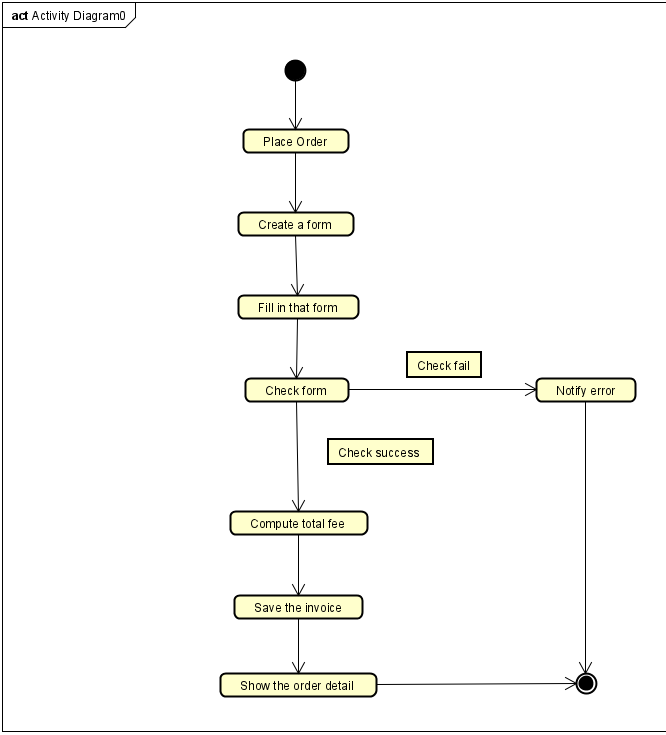 act Activity Diagram0
Place Order
Create a form
Fill in that form
Check fail
Check form
Notify error
Check success
Compute total fee
Save the invoice
Show the order detail